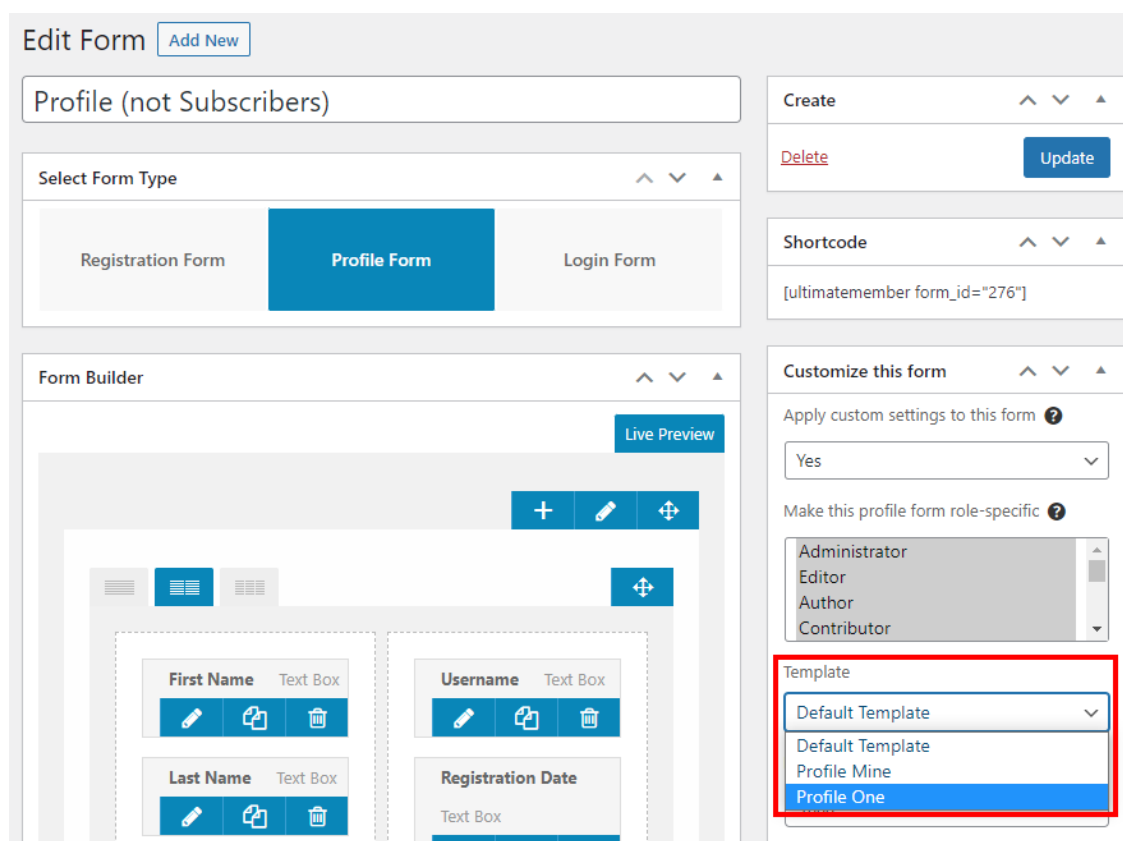 Edit Form Add New
Profile (not Subscribers)
Select Form Type
Registration Form Profile Form Login Form
Form Builder
Live Preview
First Name Text Box
Username Text Box
Last Name Text Box
Registration Date
Text Box
Create
Delete Update
Shortcode
[ultimatemember form_id="276"]
Customize this form
Apply custom settings to this form ?
Yes
Make this profile form role-specific ?
Administrator
Editor
Author
Contributor
Template
Default Template
Default Template
Profile Mine
Profile One